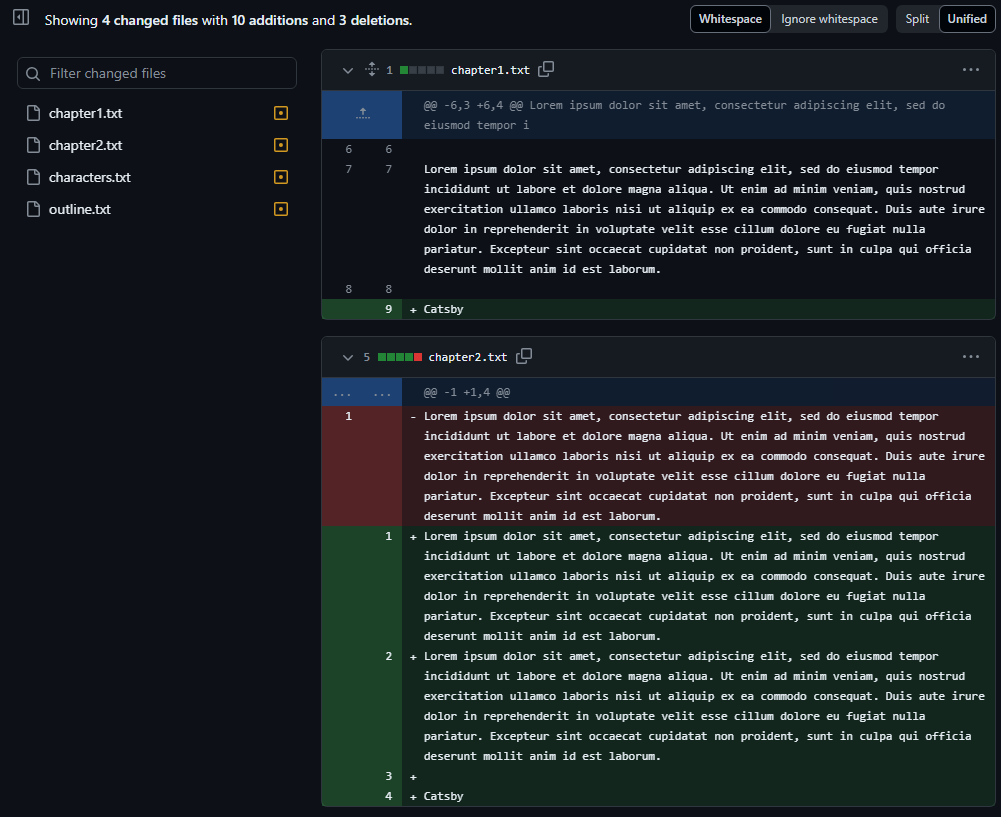 Showing 4 changed files with 10 additions and 3 deletions.
Whitespace Ignore whitespace Split Unified
Filter changed files
chapter1.txt
chapter2.txt
characters.txt
outline.txt
1 chapter1.txt
@@ -6,3 +6,4 @@ Lorem ipsum dolor sit amet, consectetur adipiscing elit, sed do
eiusmod tempor i
6 6
7 7 Lorem ipsum dolor sit amet, consectetur adipiscing elit, sed do eiusmod tempor
incididunt ut labore et dolore magna aliqua. Ut enim ad minim veniam, quis nostrud
exercitation ullamco laboris nisi ut aliquip ex ea commodo consequat. Duis aute irure
dolor in reprehenderit in voluptate velit esse cillum dolore eu fugiat nulla
pariatur. Excepteur sint occaecat cupidatat non proident, sunt in culpa qui officia
deserunt mollit anim id est laborum.
8 8
9 + Catsby
5 chapter2.txt
... ... @@ -1 +1,4 @@
1 - Lorem ipsum dolor sit amet, consectetur adipiscing elit, sed do eiusmod tempor
incididunt ut labore et dolore magna aliqua. Ut enim ad minim veniam, quis nostrud
exercitation ullamco laboris nisi ut aliquip ex ea commodo consequat. Duis aute irure
dolor in reprehenderit in voluptate velit esse cillum dolore eu fugiat nulla
pariatur. Excepteur sint occaecat cupidatat non proident, sunt in culpa qui officia
deserunt mollit anim id est laborum.
1 + Lorem ipsum dolor sit amet, consectetur adipiscing elit, sed do eiusmod tempor
incididunt ut labore et dolore magna aliqua. Ut enim ad minim veniam, quis nostrud
exercitation ullamco laboris nisi ut aliquip ex ea commodo consequat. Duis aute irure
dolor in reprehenderit in voluptate velit esse cillum dolore eu fugiat nulla
pariatur. Excepteur sint occaecat cupidatat non proident, sunt in culpa qui officia
deserunt mollit anim id est laborum.
2 + Lorem ipsum dolor sit amet, consectetur adipiscing elit, sed do eiusmod tempor
incididunt ut labore et dolore magna aliqua. Ut enim ad minim veniam, quis nostrud
exercitation ullamco laboris nisi ut aliquip ex ea commodo consequat. Duis aute irure
dolor in reprehenderit in voluptate velit esse cillum dolore eu fugiat nulla
pariatur. Excepteur sint occaecat cupidatat non proident, sunt in culpa qui officia
deserunt mollit anim id est laborum.
3 +
4 + Catsby